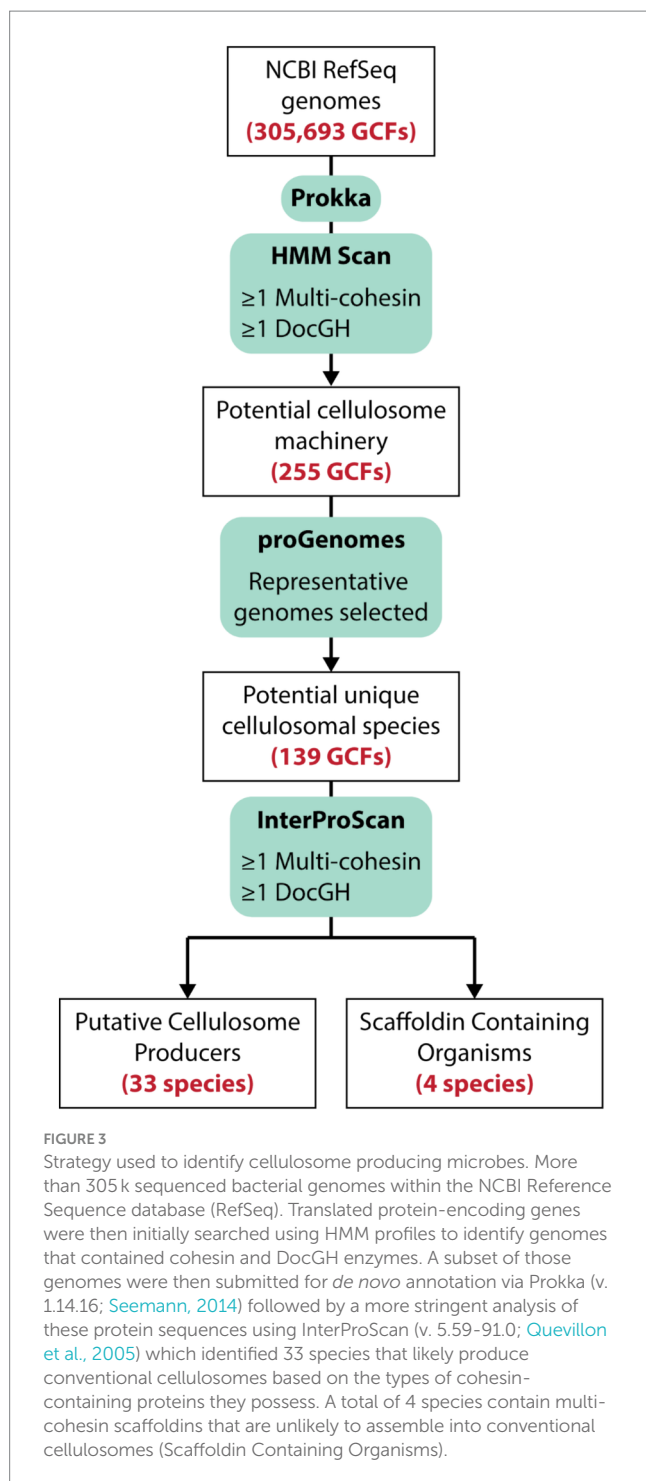 NCBI RefSeq
genomes
(305,693 GCFs)
Prokka
HMM Scan
≥1 Multi-cohesin
≥1 DocGH
Potential cellulosome
machinery
(255 GCFs)
proGenomes
Representative
genomes selected
Potential unique
cellulosomal species
(139 GCFs)
InterProScan
≥1 Multi-cohesin
≥1 DocGH
Putative Cellulosome
Producers
(33 species)
Scaffoldin Containing
Organisms
(4 species)
FIGURE 3
Strategy used to identify cellulosome producing microbes. More
than 305 k sequenced bacterial genomes within the NCBI Reference
Sequence database (RefSeq). Translated protein-encoding genes
were then initially searched using HMM profiles to identify genomes
that contained cohesin and DocGH enzymes. A subset of those
genomes were then submitted for de novo annotation via Prokka (v.
1.14.16; Seemann, 2014) followed by a more stringent analysis of
these protein sequences using InterProScan (v. 5.59-91.0; Quevillon
et al., 2005) which identified 33 species that likely produce
conventional cellulosomes based on the types of cohesin-
containing proteins they possess. A total of 4 species contain multi-
cohesin scaffoldins that are unlikely to assemble into conventional
cellulosomes (Scaffoldin Containing Organisms).